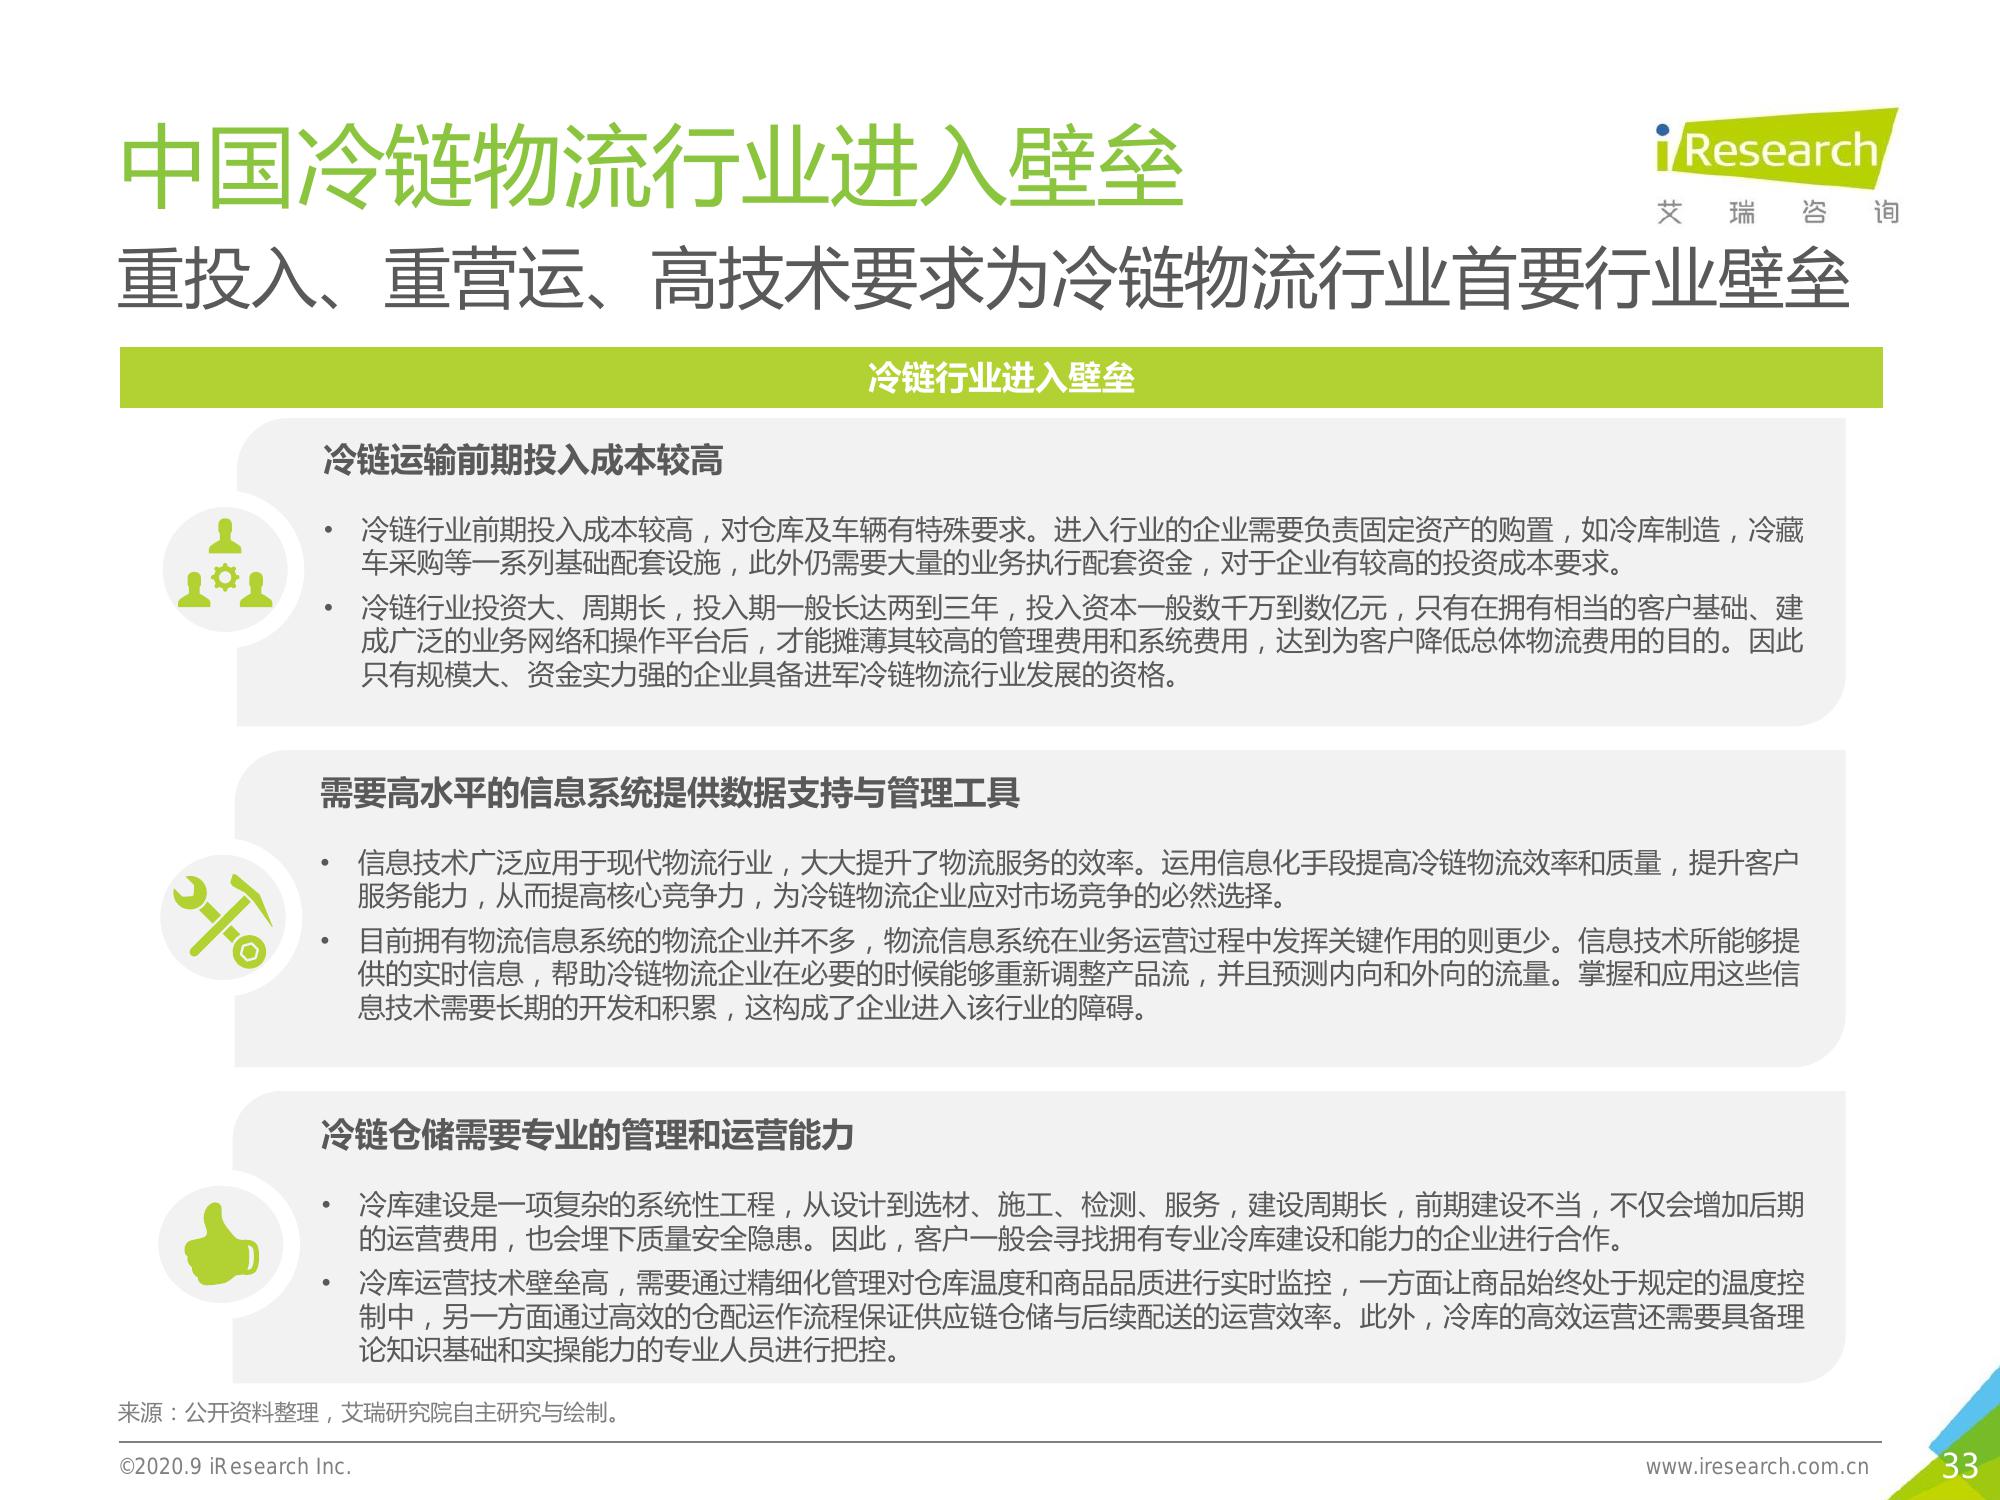 中国冷链物流行业进入壁垒
iResearch
艾瑞咨询
重投入、重营运、高技术要求为冷链物流行业首要行业壁垒
冷链行业进入壁垒
冷链运输前期投入成本较高
• 冷链行业前期投入成本较高，对仓库及车辆有特殊要求。进入行业的企业需要负责固定资产的购置，如冷库制造，冷藏
车采购等一系列基础配套设施，此外仍需要大量的业务执行配套资金，对于企业有较高的投资成本要求。
• 冷链行业投资大、周期长，投入期一般长达两到三年，投入资本一般数千万到数亿元，只有在拥有相当的客户基础、建
成广泛的业务网络和操作平台后，才能摊薄其较高的管理费用和系统费用，达到为客户降低总体物流费用的目的。因此
只有规模大、资金实力强的企业具备进军冷链物流行业发展的资格。
需要高水平的信息系统提供数据支持与管理工具
• 信息技术广泛应用于现代物流行业，大大提升了物流服务的效率。运用信息化手段提高冷链物流效率和质量，提升客户
服务能力，从而提高核心竞争力，为冷链物流企业应对市场竞争的必然选择。
• 目前拥有物流信息系统的物流企业并不多，物流信息系统在业务运营过程中发挥关键作用的则更少。信息技术所能够提
供的实时信息，帮助冷链物流企业在必要的时候能够重新调整产品流，并且预测内向和外向的流量。掌握和应用这些信
息技术需要长期的开发和积累，这构成了企业进入该行业的障碍。
冷链仓储需要专业的管理和运营能力
• 冷库建设是一项复杂的系统性工程，从设计到选材、施工、检测、服务，建设周期长，前期建设不当，不仅会增加后期
的运营费用，也会埋下质量安全隐患。因此，客户一般会寻找拥有专业冷库建设和能力的企业进行合作。
• 冷库运营技术壁垒高，需要通过精细化管理对仓库温度和商品品质进行实时监控，一方面让商品始终处于规定的温度控
制中，另一方面通过高效的仓配运作流程保证供应链仓储与后续配送的运营效率。此外，冷库的高效运营还需要具备理
论知识基础和实操能力的专业人员进行把控。
来源：公开资料整理，艾瑞研究院自主研究与绘制。
©2020.9 iResearch Inc.
www.iresearch.com.cn
33